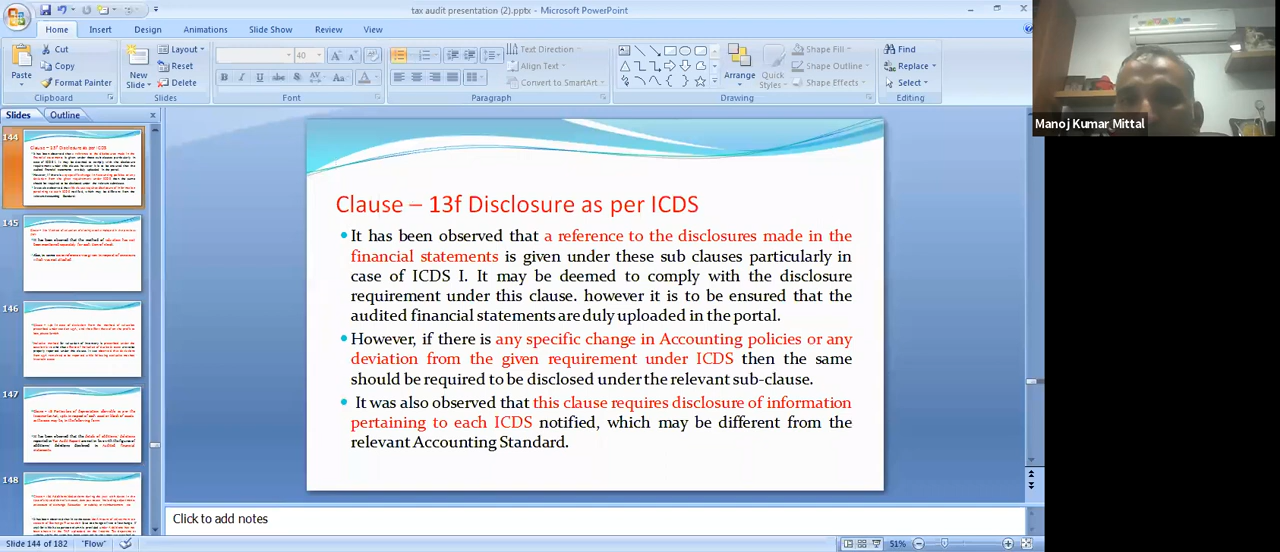 tax audit presentation (2).pptx - Microsoft PowerPoint
Home Insert Design Animations Slide Show Review View
Cut Layout Text Direction Shape Fill Find
Copy Reset 40 Align Text Shape Outline Replace
Paste Format Painter New Slide Delete Convert to SmartArt Arrange Quick Styles Shape Effects Select
Clipboard Slides Font Paragraph Drawing Editing
Manoj Kumar Mittal
Slides Outline
144
145
146
147
148
Clause – 13f Disclosure as per ICDS
It has been observed that a reference to the disclosures made in the
financial statements is given under these sub clauses particularly in
case of ICDS I. It may be deemed to comply with the disclosure
requirement under this clause. however it is to be ensured that the
audited financial statements are duly uploaded in the portal.
However, if there is any specific change in Accounting policies or any
deviation from the given requirement under ICDS then the same
should be required to be disclosed under the relevant sub-clause.
It was also observed that this clause requires disclosure of information
pertaining to each ICDS notified, which may be different from the
relevant Accounting Standard.
Click to add notes
Slide 144 of 182 "Flow" 51%